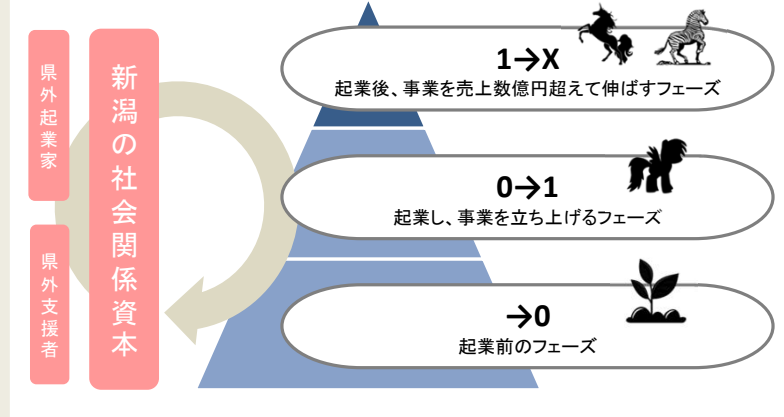 県外起業家
県外支援者
新潟の社会関係資本
1→X
起業後、事業を売上数億円超えて伸ばすフェーズ
0→1
起業し、事業を立ち上げるフェーズ
→0
起業前のフェーズ